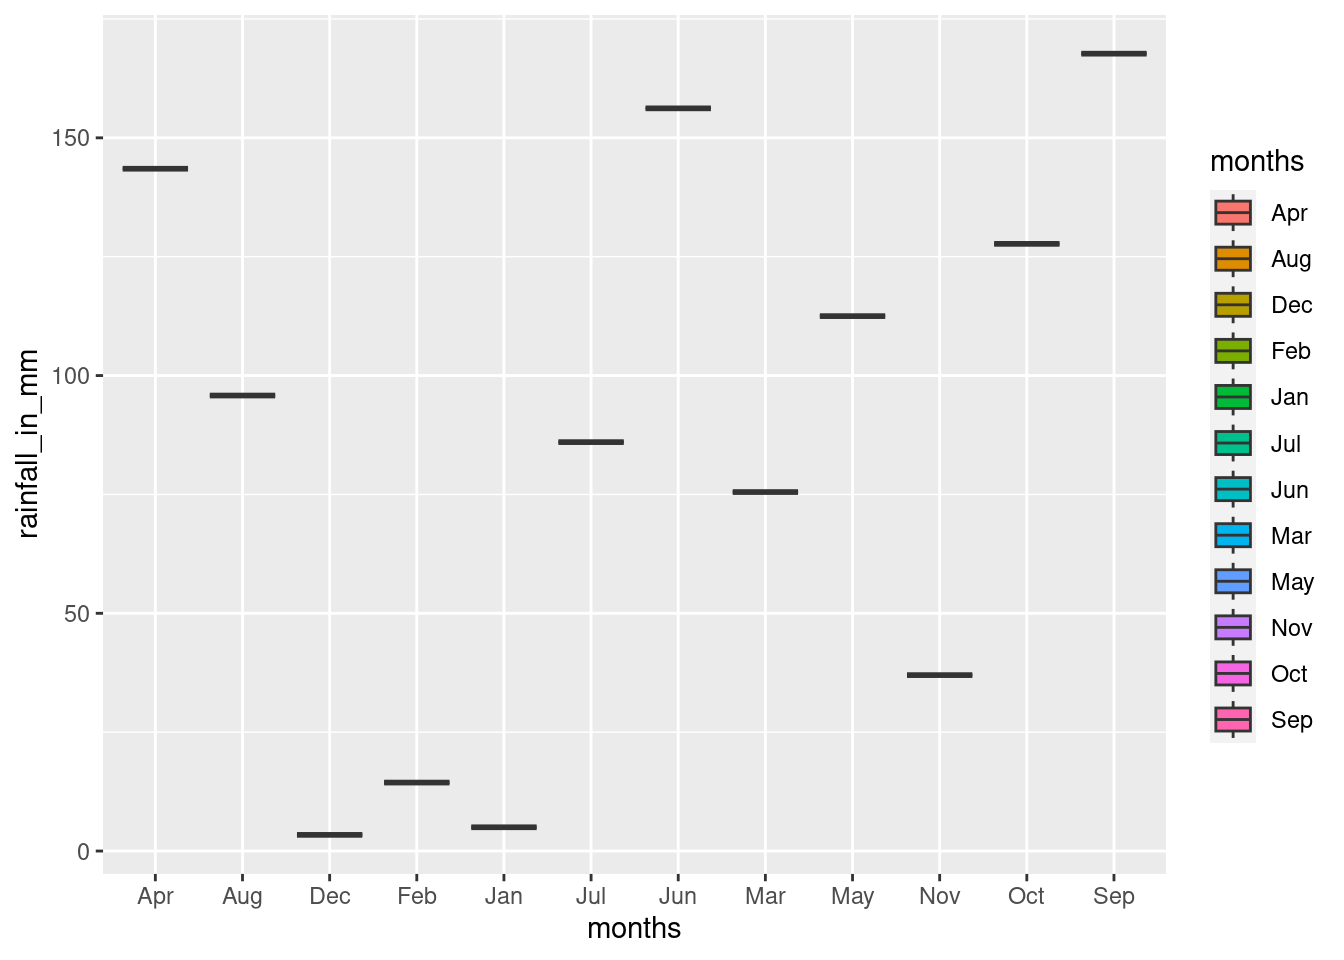 150
100
50
0
rainfall_in_mm
Apr Aug Dec Feb Jan Jul Jun Mar May Nov Oct Sep
months
months
Apr
Aug
Dec
Feb
Jan
Jul
Jun
Mar
May
Nov
Oct
Sep